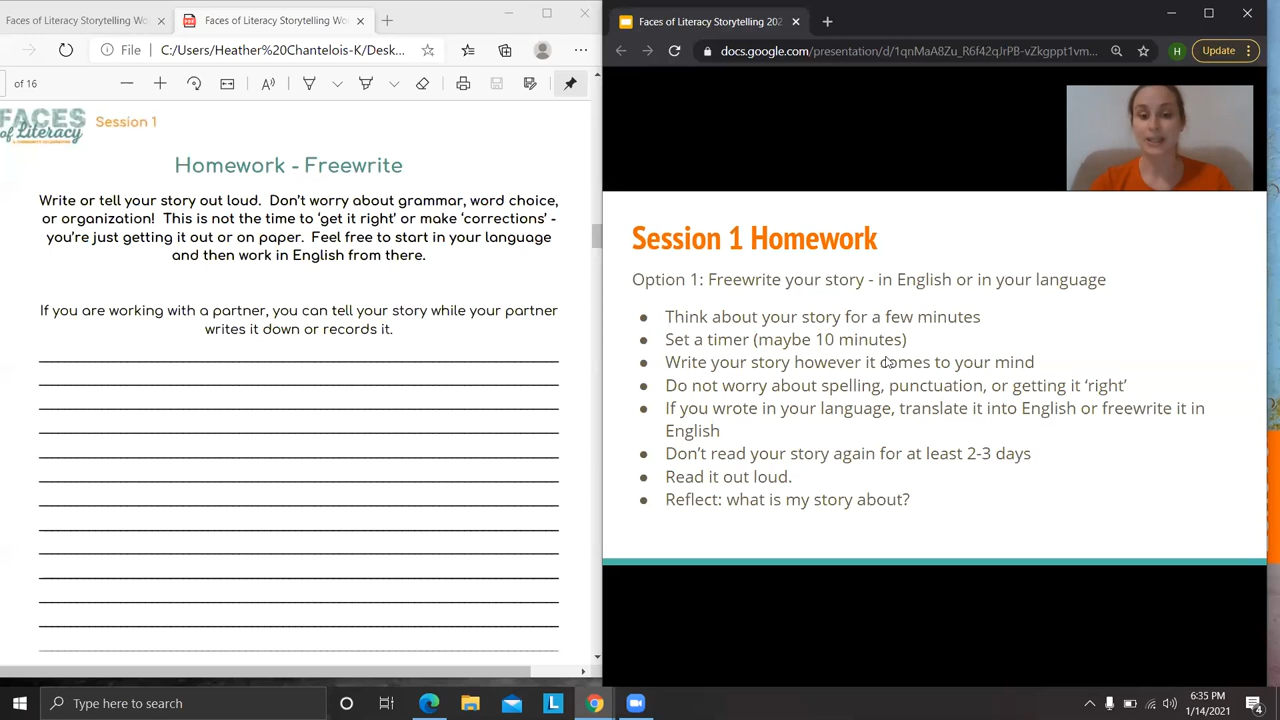 Faces of Literacy Storytelling Wo
Faces of Literacy Storytelling Wo
File
C:/Users/Heather%20Chantelois-K/Desk...
of 16
FACES
of Literacy
Session 1
Homework - Freewrite
Write or tell your story out loud. Don't worry about grammar, word choice,
or organization! This is not the time to 'get it right' or make 'corrections' -
you're just getting it out or on paper. Feel free to start in your language
and then work in English from there.
If you are working with a partner, you can tell your story while your partner
writes it down or records it.
Faces of Literacy Storytelling 202
docs.google.com/presentation/d/1qnMaA8Zu_R6f42qJrPB-vZkgppt1vm...
H
Update
Session 1 Homework
Option 1: Freewrite your story - in English or in your language
● Think about your story for a few minutes
● Set a timer (maybe 10 minutes)
● Write your story however it comes to your mind
● Do not worry about spelling, punctuation, or getting it 'right'
● If you wrote in your language, translate it into English or freewrite it in
English
● Don't read your story again for at least 2-3 days
● Read it out loud.
● Reflect: what is my story about?
Type here to search
L
6:35 PM
1/14/2021
4